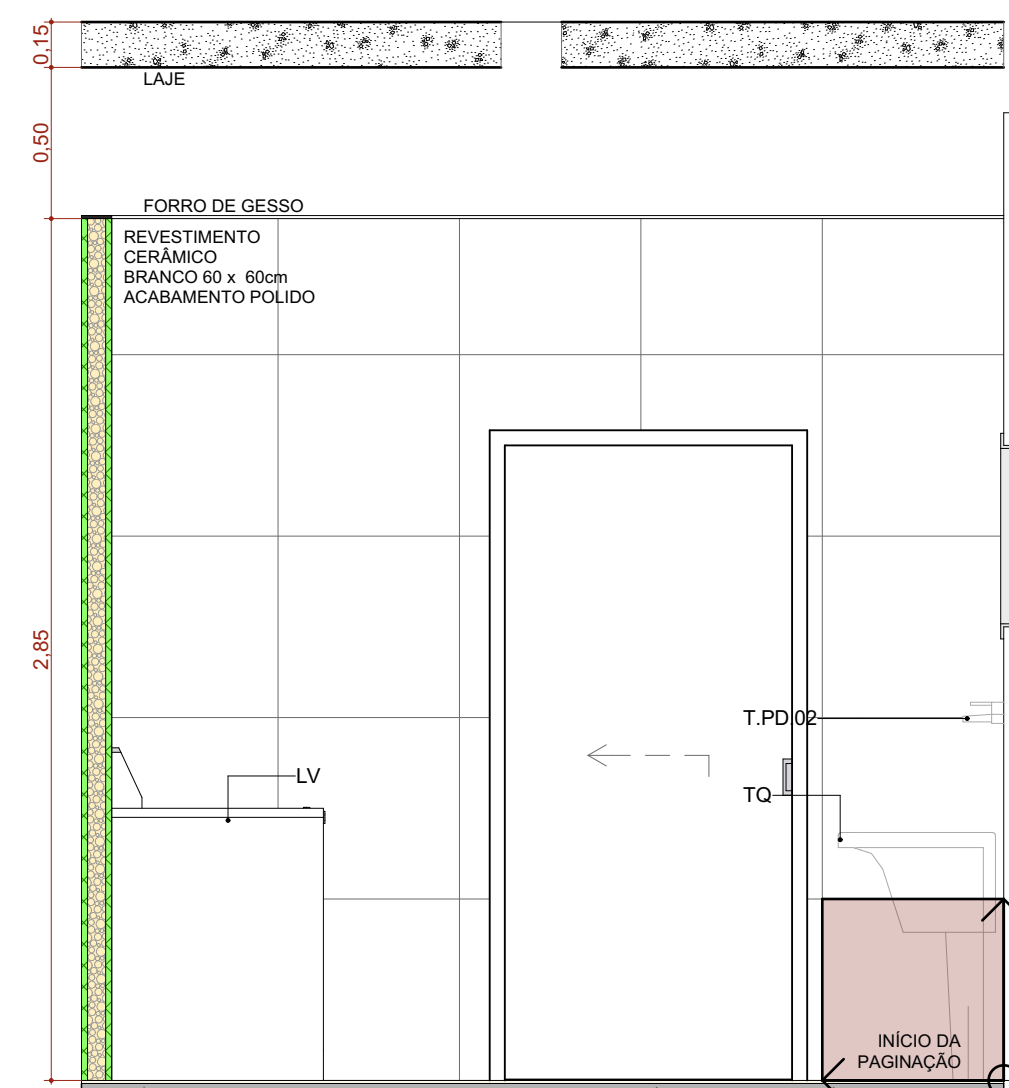 0,15
LAJE
0,50
FORRO DE GESSO
REVESTIMENTO
CERÂMICO
BRANCO 60 x 60cm
ACABAMENTO POLIDO
2,85
T.PD.02
LV
TQ
INÍCIO DA
PAGINAÇÃO